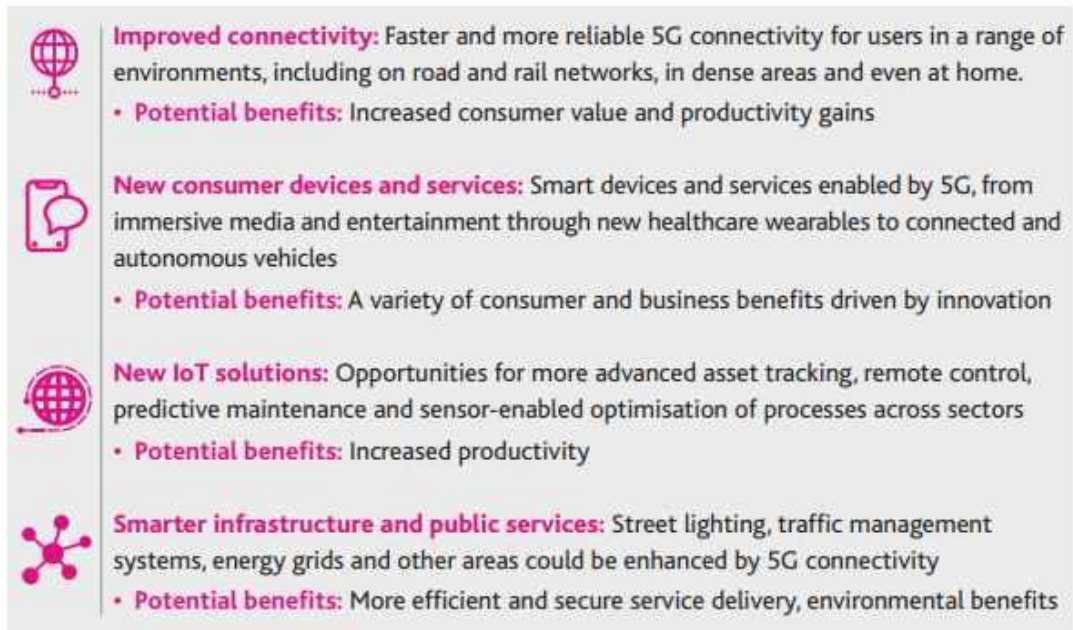 Improved connectivity: Faster and more reliable 5G connectivity for users in a range of
environments, including on road and rail networks, in dense areas and even at home.
• Potential benefits: Increased consumer value and productivity gains
New consumer devices and services: Smart devices and services enabled by 5G, from
immersive media and entertainment through new healthcare wearables to connected and
autonomous vehicles
• Potential benefits: A variety of consumer and business benefits driven by innovation
New IoT solutions: Opportunities for more advanced asset tracking, remote control,
predictive maintenance and sensor-enabled optimisation of processes across sectors
• Potential benefits: Increased productivity
Smarter infrastructure and public services: Street lighting, traffic management
systems, energy grids and other areas could be enhanced by 5G connectivity
• Potential benefits: More efficient and secure service delivery, environmental benefits